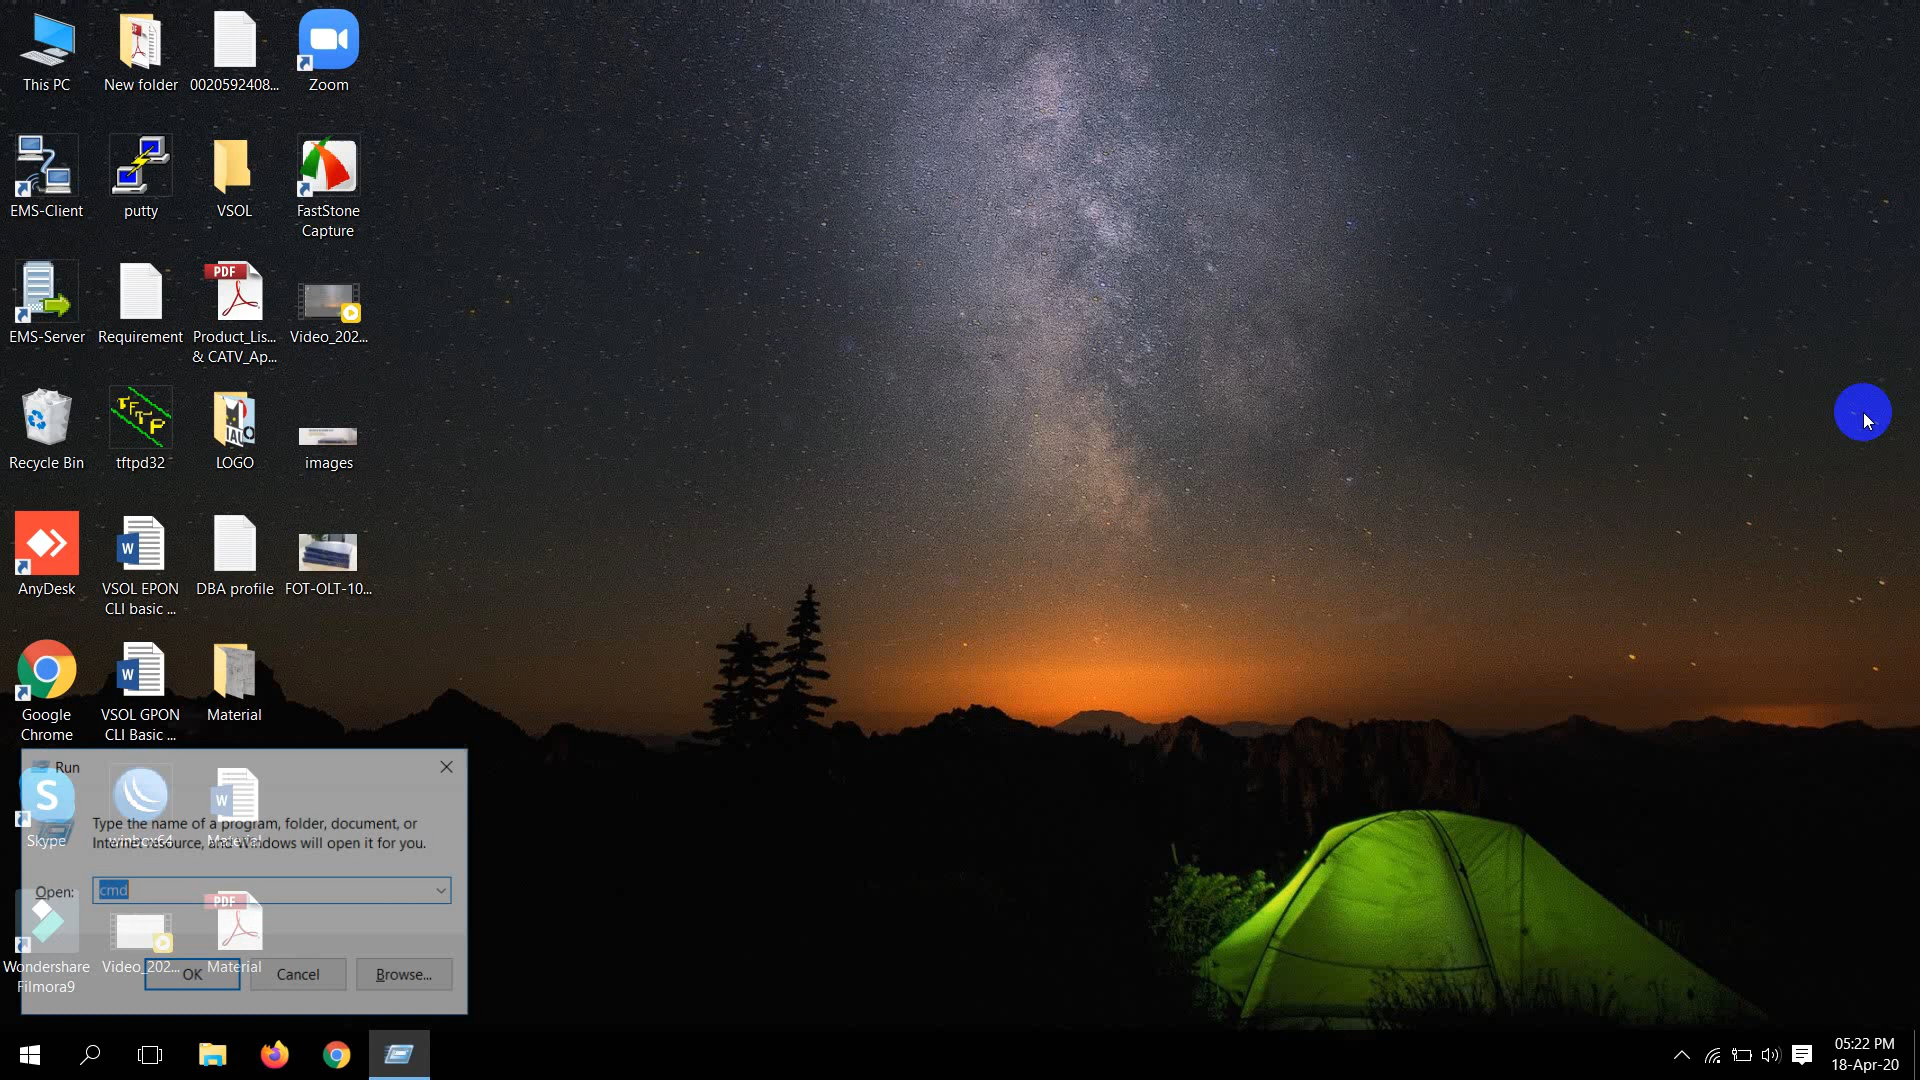 This PC
New folder
0020592408...
Zoom
EMS-Client
putty
VSOL
FastStone
Capture
EMS-Server
Requirement
PDF
Product_Lis...
& CATV_Ap...
Video_202...
Recycle Bin
TFTP
tftpd32
LOGO
images
AnyDesk
W
VSOL EPON
CLI basic ...
DBA profile
FOT-OLT-10...
Google
Chrome
W
VSOL GPON
CLI Basic ...
Material
Run
S
Skype
winbox64
W
Material
Type the name of a program, folder, document, or
Internet resource, and Windows will open it for you.
Open:
cmd
Wondershare
Filmora9
Video_202...
PDF
Material
OK
Cancel
Browse...
05:22 PM
18-Apr-20